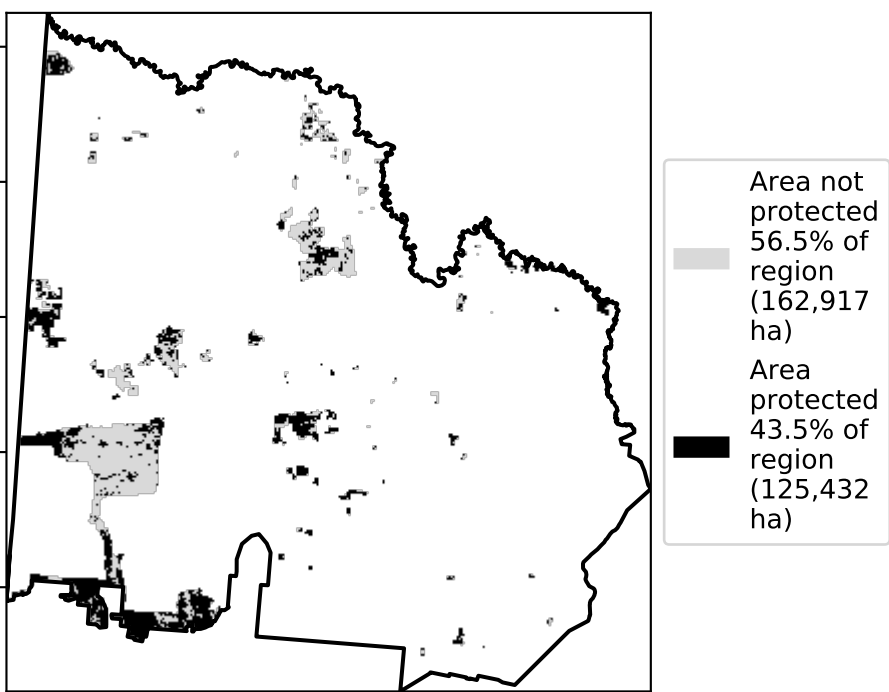 Area not
protected
56.5% of
region
(162,917
ha)
Area
protected
43.5% of
region
(125,432
ha)